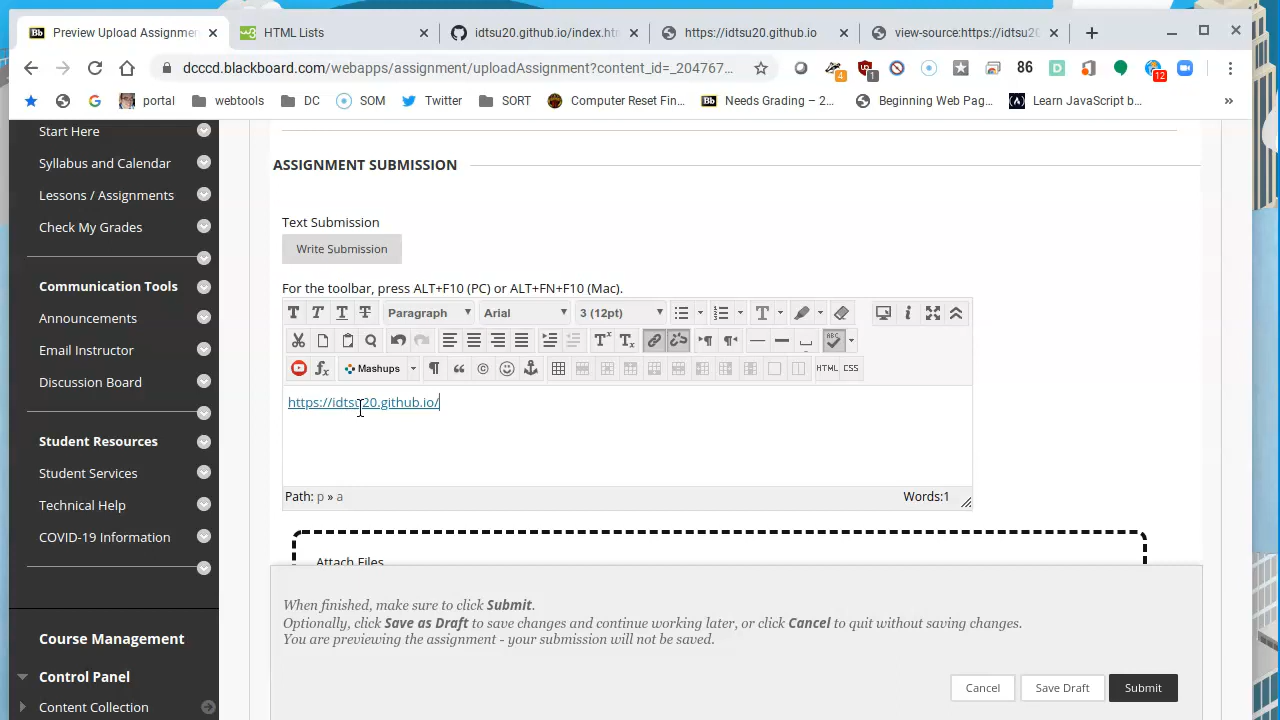 Preview Upload Assignmen
HTML Lists
idtsu20.github.io/index.htm
https://idtsu20.github.io
view-source:https://idtsu20
dcccd.blackboard.com/webapps/assignment/uploadAssignment?content_id=_204767...
4
1
86
D
12
portal
webtools
DC
SOM
Twitter
SORT
Computer Reset Fin...
Needs Grading – 2...
Beginning Web Pag...
Learn JavaScript b...
»
Start Here
Syllabus and Calendar
Lessons / Assignments
Check My Grades
Communication Tools
Announcements
Email Instructor
Discussion Board
Student Resources
Student Services
Technical Help
COVID-19 Information
Course Management
Control Panel
Content Collection
ASSIGNMENT SUBMISSION
Text Submission
Write Submission
For the toolbar, press ALT+F10 (PC) or ALT+FN+F10 (Mac).
T T T T Paragraph Arial 3 (12pt) T
ABC
Mashups HTML CSS
https://idtsu20.github.io/
Path: p » a Words:1
Attach Files
When finished, make sure to click Submit.
Optionally, click Save as Draft to save changes and continue working later, or click Cancel to quit without saving changes.
You are previewing the assignment - your submission will not be saved.
Cancel Save Draft Submit